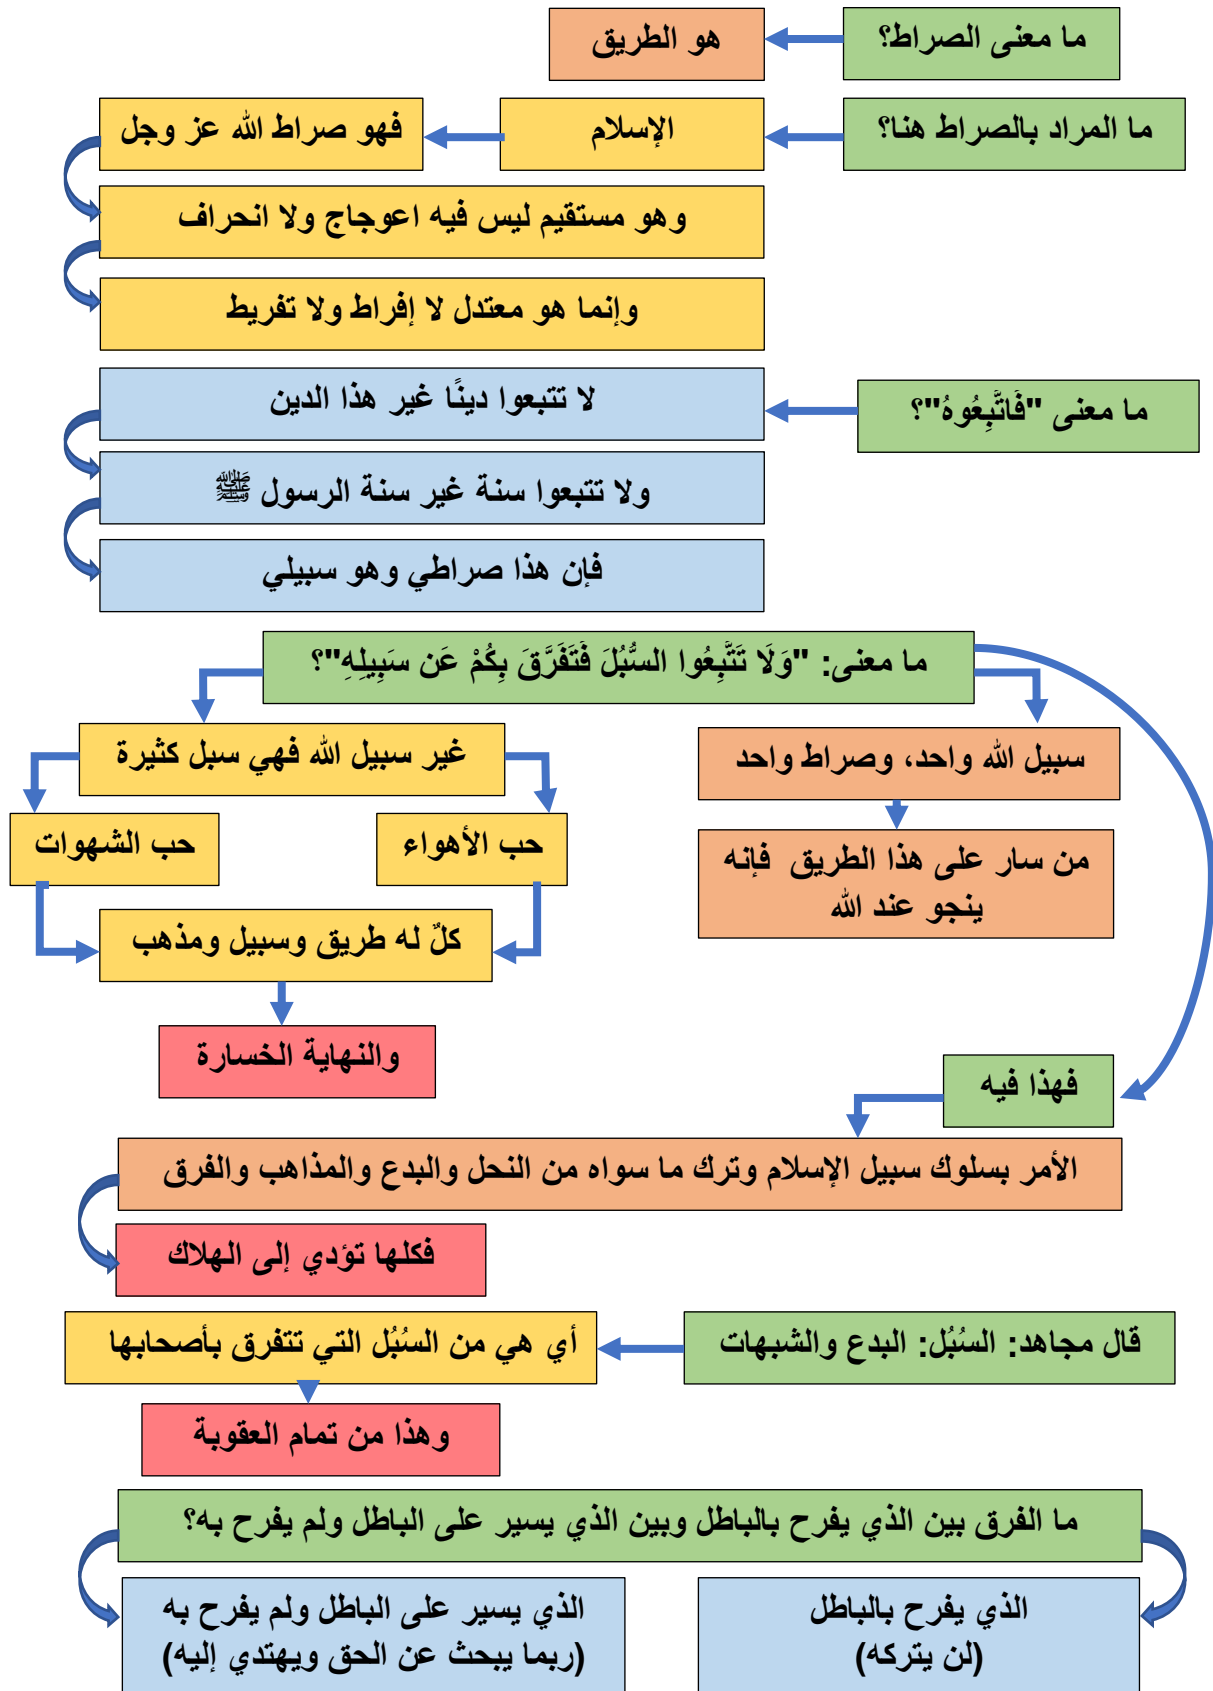 ما معنى الصراط؟
هو الطريق
ما المراد بالصراط هنا؟
الإسلام
فهو صراط الله عز وجل
وهو مستقيم ليس فيه اعوجاج ولا انحراف
وإنما هو معتدل لا إفراط ولا تفريط
ما معنى "فَاتَّبِعُوهُ"؟
لا تتبعوا دينًا غير هذا الدين
ولا تتبعوا سنة غير سنة الرسول ﷺ
فإن هذا صراطي وهو سبيلي
ما معنى: "وَلَا تَتَّبِعُوا السُّبُلَ فَتَفَرَّقَ بِكُمْ عَن سَبِيلِهِ"؟
سبيل الله واحد، وصراط واحد
من سار على هذا الطريق فإنه
ينجو عند الله
غير سبيل الله فهي سبل كثيرة
حب الأهواء
حب الشهوات
كلٌ له طريق وسبيل ومذهب
والنهاية الخسارة
فهذا فيه
الأمر بسلوك سبيل الإسلام وترك ما سواه من النحل والبدع والمذاهب والفرق
فكلها تؤدي إلى الهلاك
قال مجاهد: السُبُل: البدع والشبهات
أي هي من السُبُل التي تتفرق بأصحابها
وهذا من تمام العقوبة
ما الفرق بين الذي يفرح بالباطل وبين الذي يسير على الباطل ولم يفرح به؟
الذي يفرح بالباطل
(لن يتركه)
الذي يسير على الباطل ولم يفرح به
(ربما يبحث عن الحق ويهتدي إليه)